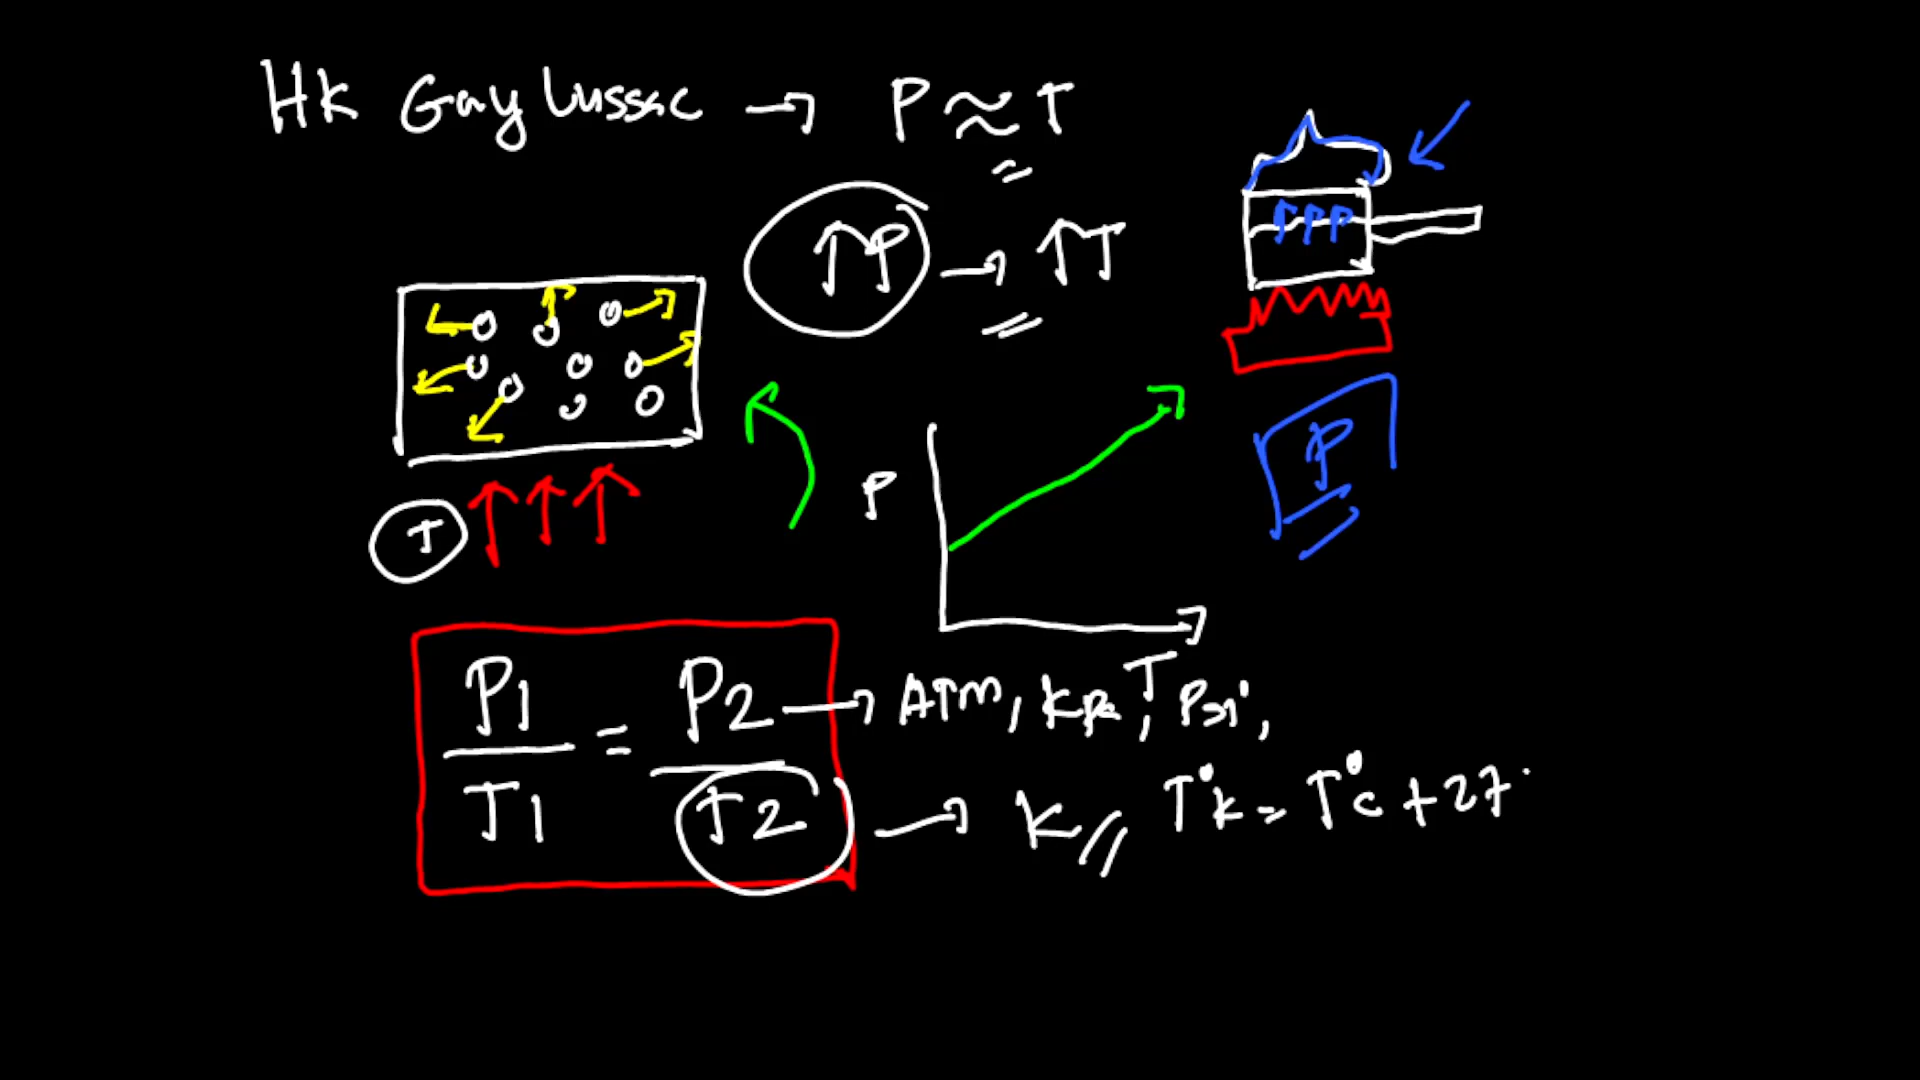 Hk Gay Lussac → P ≈ T
↑P → ↑T
P P P
T
P
P
T
P1 / T1 = P2 / T2
→ ATM, KPa, Psi,
→ K // T°K = T°C + 27